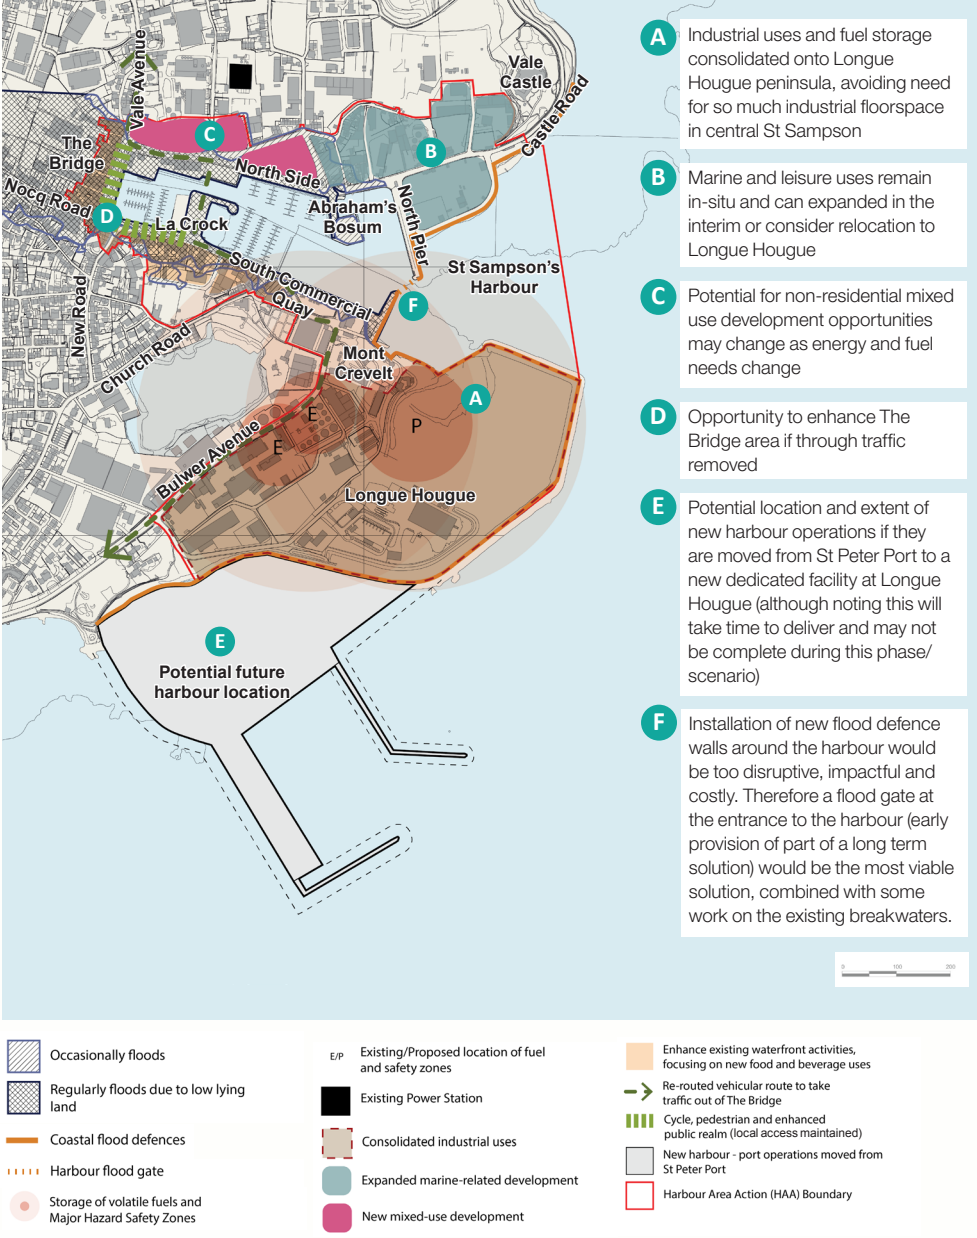 Vale Avenue
Vale
Castle
Castle Road
The
Bridge
C
B
North Side
Nocq Road
D
La Crock
Abraham's
Bosum
North Pier
St Sampson's
Harbour
South Commercial
Quay
F
New Road
Church Road
Mont
Crevelt
A
E
P
E
Bulwer Avenue
Longue Hougue
E
Potential future
harbour location
A
Industrial uses and fuel storage
consolidated onto Longue
Hougue peninsula, avoiding need
for so much industrial floorspace
in central St Sampson
B
Marine and leisure uses remain
in-situ and can expanded in the
interim or consider relocation to
Longue Hougue
C
Potential for non-residential mixed
use development opportunities
may change as energy and fuel
needs change
D
Opportunity to enhance The
Bridge area if through traffic
removed
E
Potential location and extent of
new harbour operations if they
are moved from St Peter Port to a
new dedicated facility at Longue
Hougue (although noting this will
take time to deliver and may not
be complete during this phase/
scenario)
F
Installation of new flood defence
walls around the harbour would
be too disruptive, impactful and
costly. Therefore a flood gate at
the entrance to the harbour (early
provision of part of a long term
solution) would be the most viable
solution, combined with some
work on the existing breakwaters.
0 100 200
Occasionally floods
Regularly floods due to low lying
land
Coastal flood defences
Harbour flood gate
Storage of volatile fuels and
Major Hazard Safety Zones
E/P
Existing/Proposed location of fuel
and safety zones
Existing Power Station
Consolidated industrial uses
Expanded marine-related development
New mixed-use development
Enhance existing waterfront activities,
focusing on new food and beverage uses
Re-routed vehicular route to take
traffic out of The Bridge
Cycle, pedestrian and enhanced
public realm (local access maintained)
New harbour - port operations moved from
St Peter Port
Harbour Area Action (HAA) Boundary